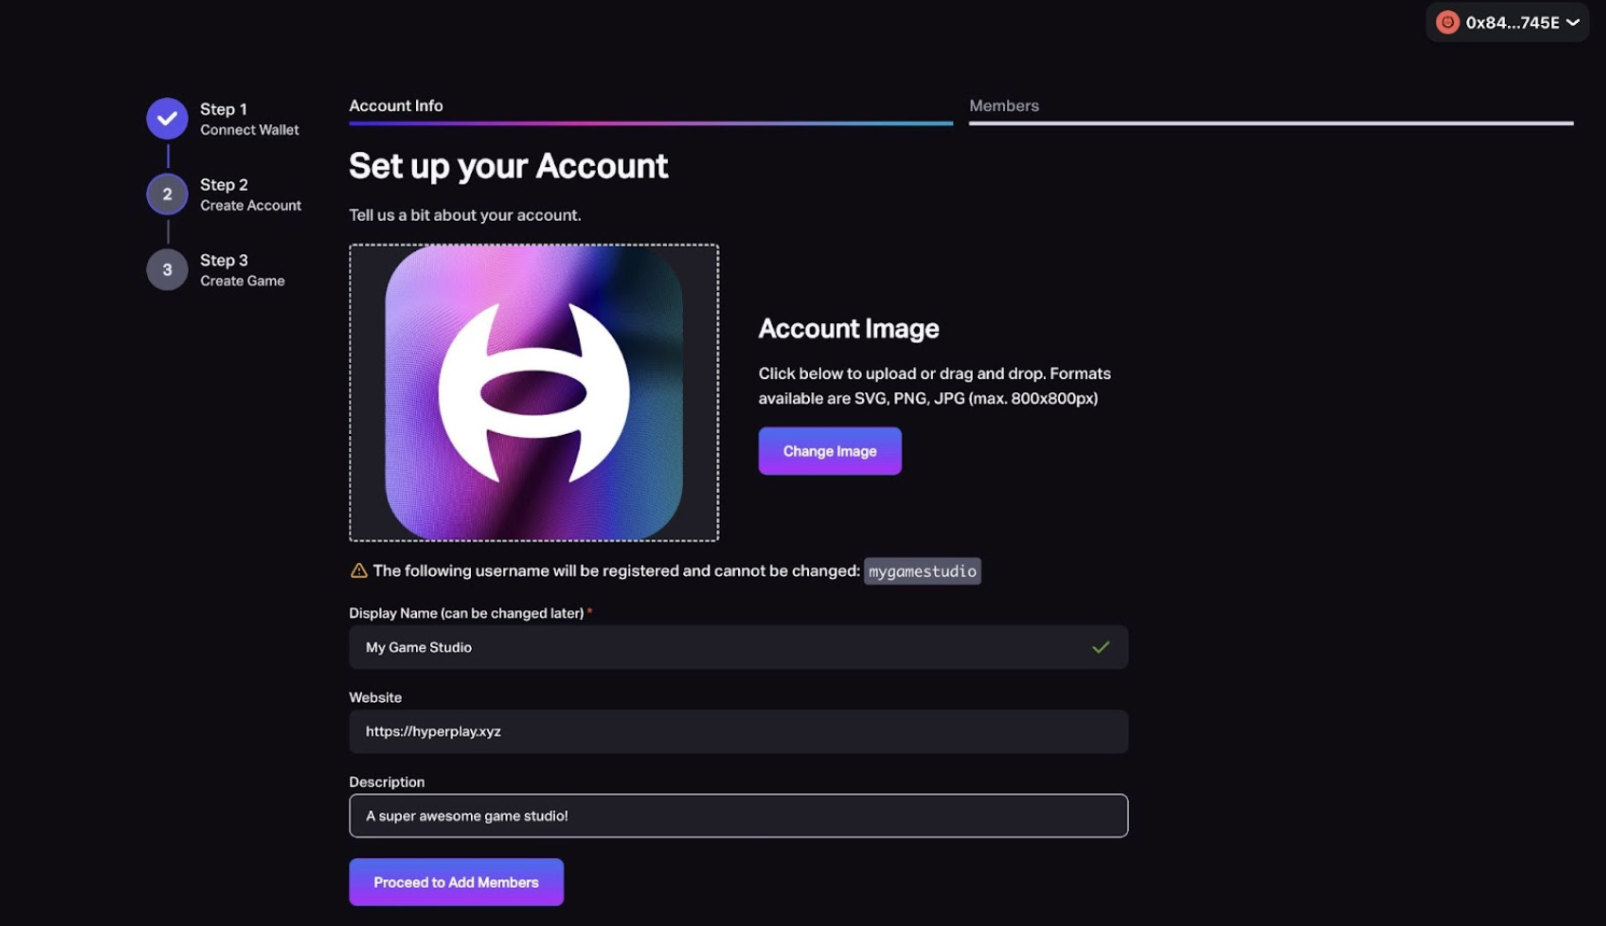 0x84...745E
Step 1
Connect Wallet
2
Step 2
Create Account
3
Step 3
Create Game
Account Info
Members
Set up your Account
Tell us a bit about your account.
Account Image
Click below to upload or drag and drop. Formats
available are SVG, PNG, JPG (max. 800x800px)
Change Image
The following username will be registered and cannot be changed: mygamestudio
Display Name (can be changed later) *
My Game Studio
Website
https://hyperplay.xyz
Description
A super awesome game studio!
Proceed to Add Members